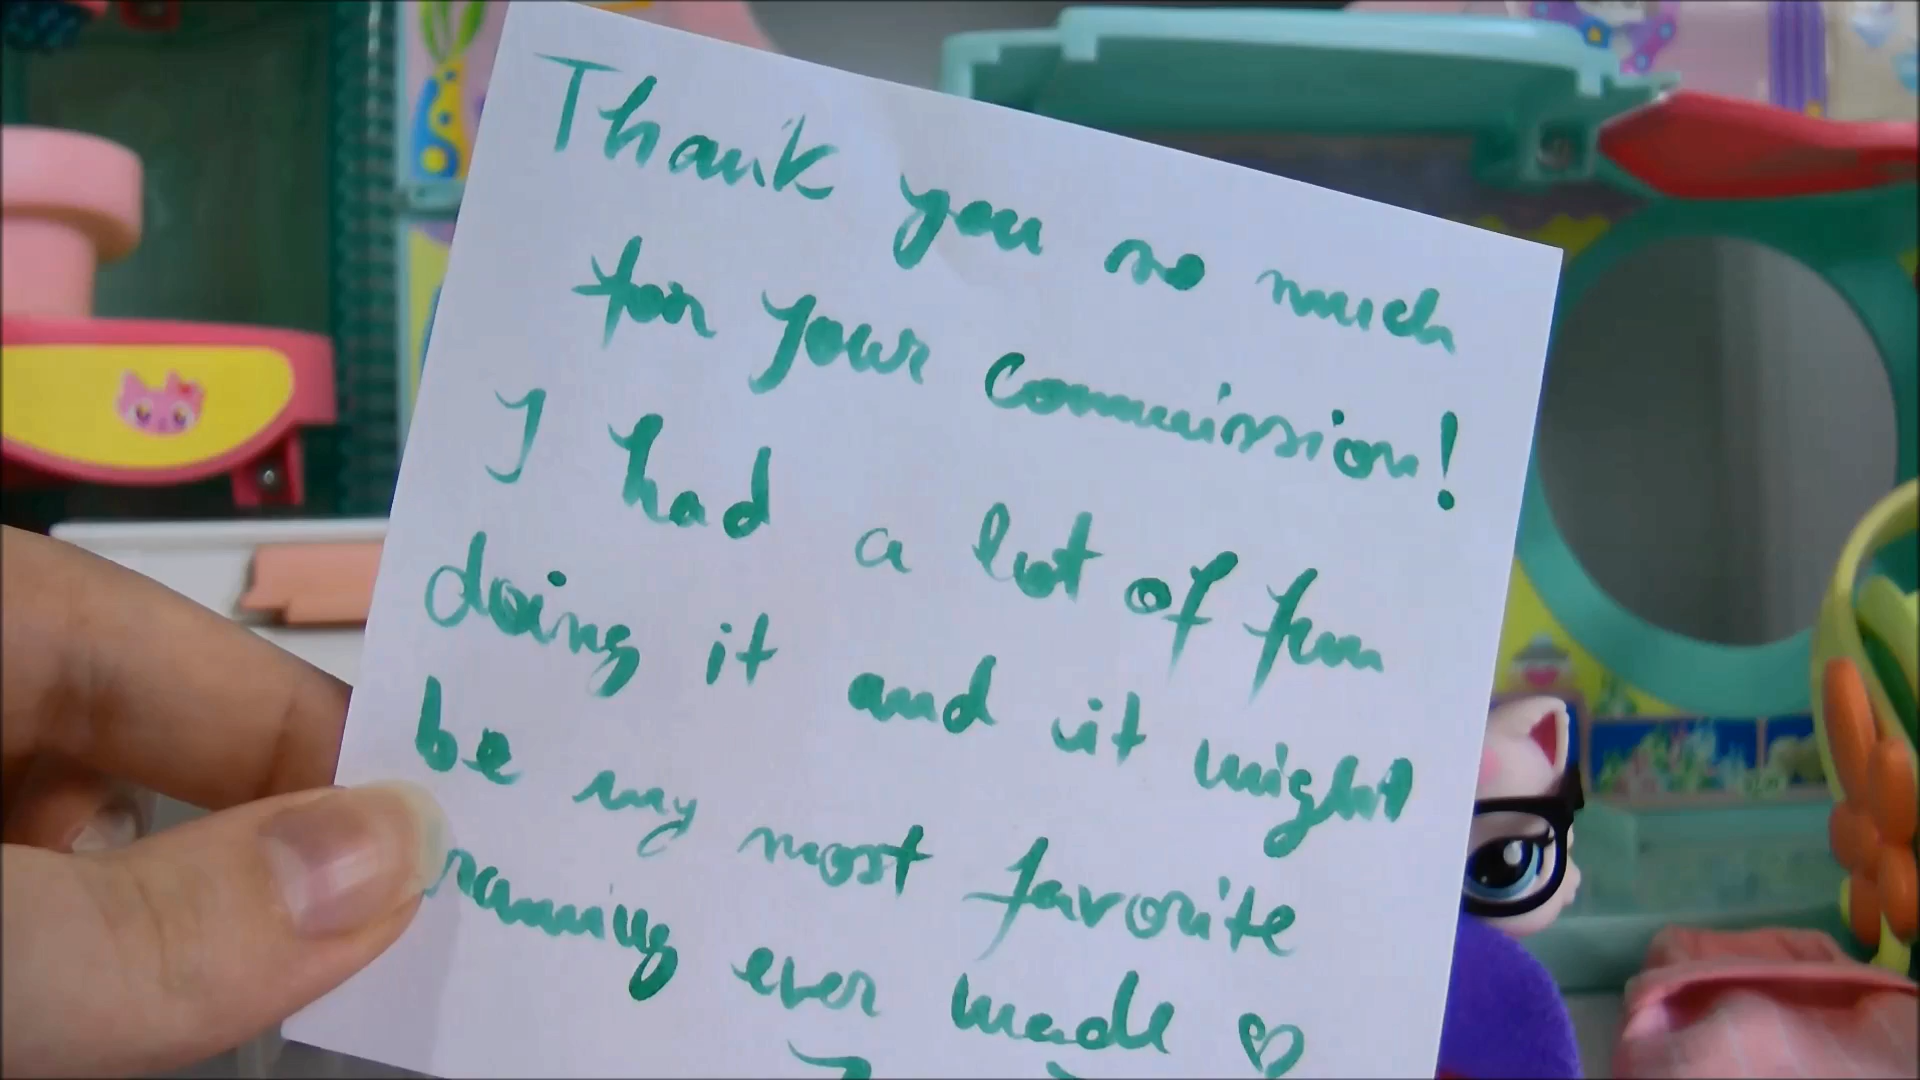 Thank you so much
for your commission!
I had a lot of fun
doing it and it might
be my most favorite
ever made ♡